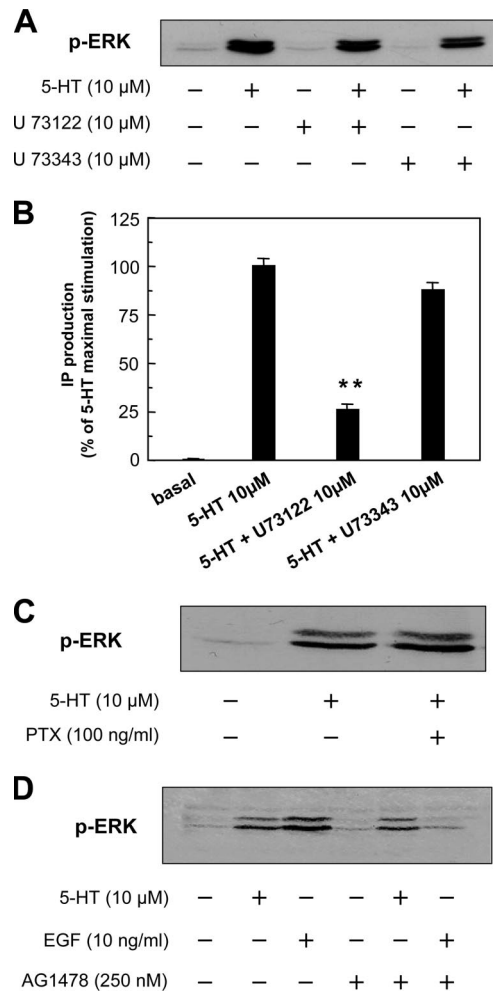 A
p-ERK
5-HT (10 µM) – + – + – +
U 73122 (10 µM) – – + + – –
U 73343 (10 µM) – – – – + +
B
IP production
(% of 5-HT maximal stimulation)
125
100
75
50
25
0
**
basal
5-HT 10µM
5-HT + U73122 10µM
5-HT + U73343 10µM
C
p-ERK
5-HT (10 µM) – + +
PTX (100 ng/ml) – – +
D
p-ERK
5-HT (10 µM) – + – – + –
EGF (10 ng/ml) – – + – – +
AG1478 (250 nM) – – – + + +